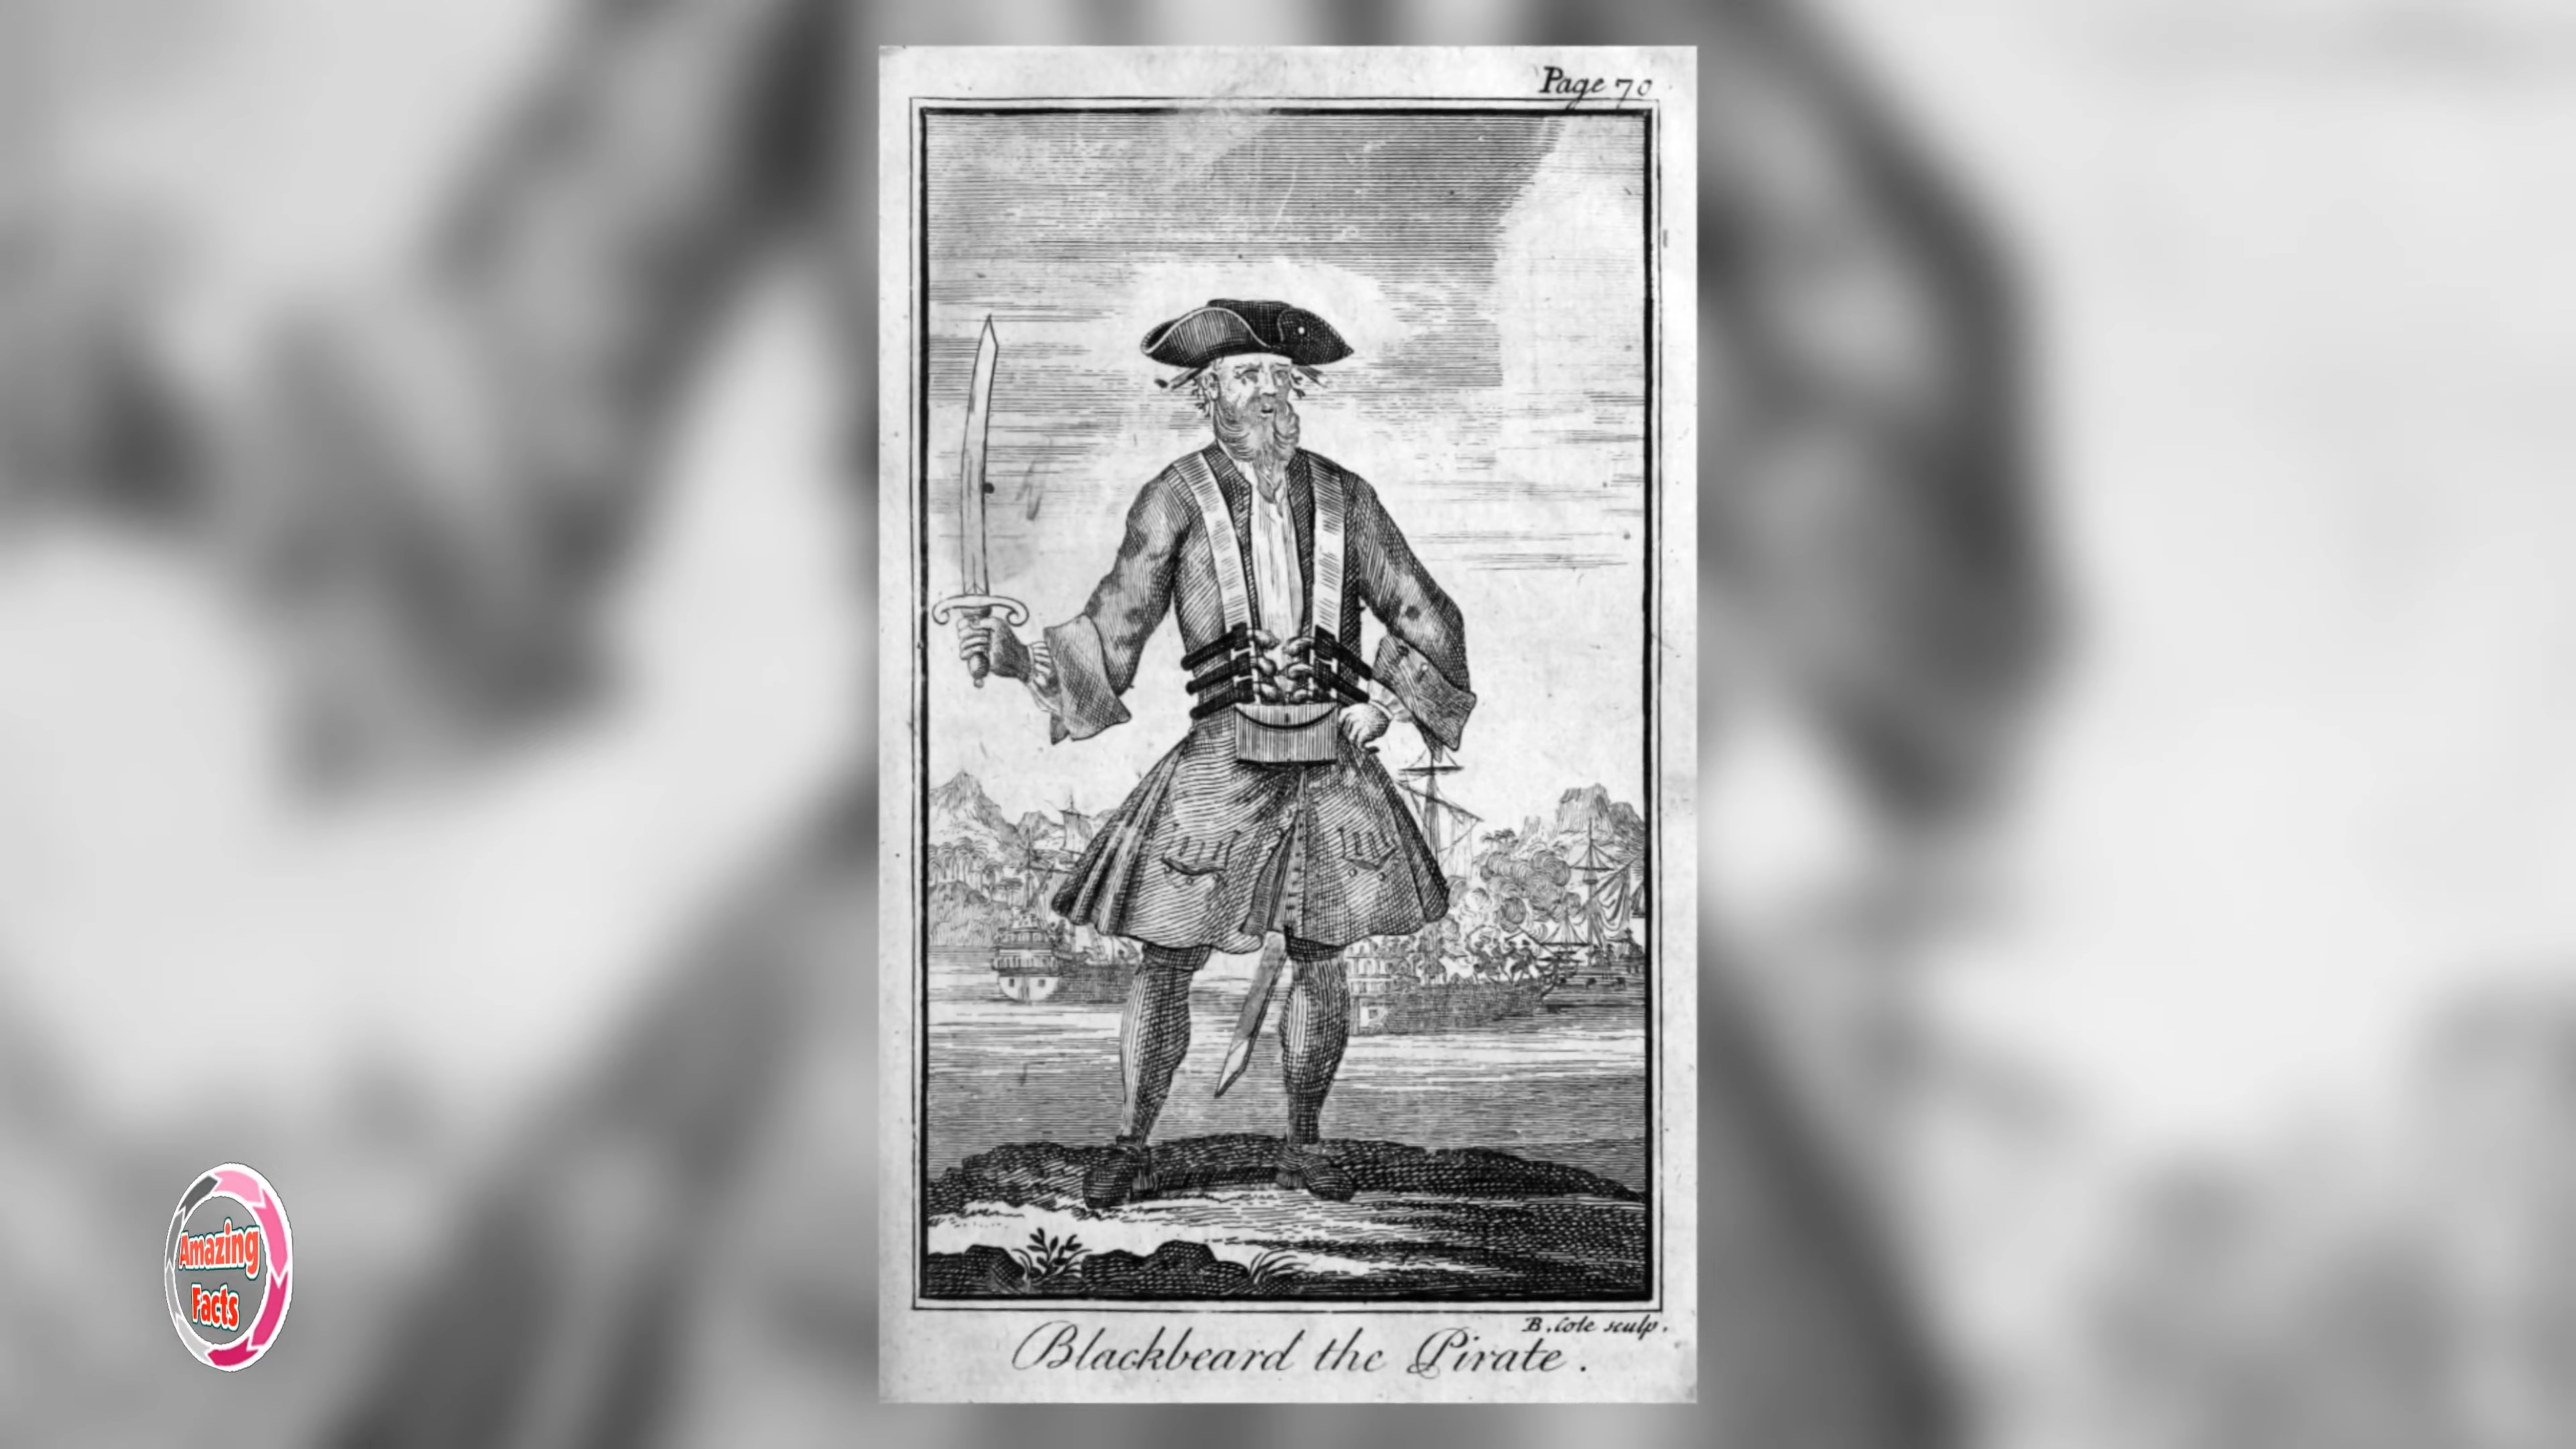 Page 70
B. Cole sculp.
Blackbeard the Pirate.
Amazing
Facts